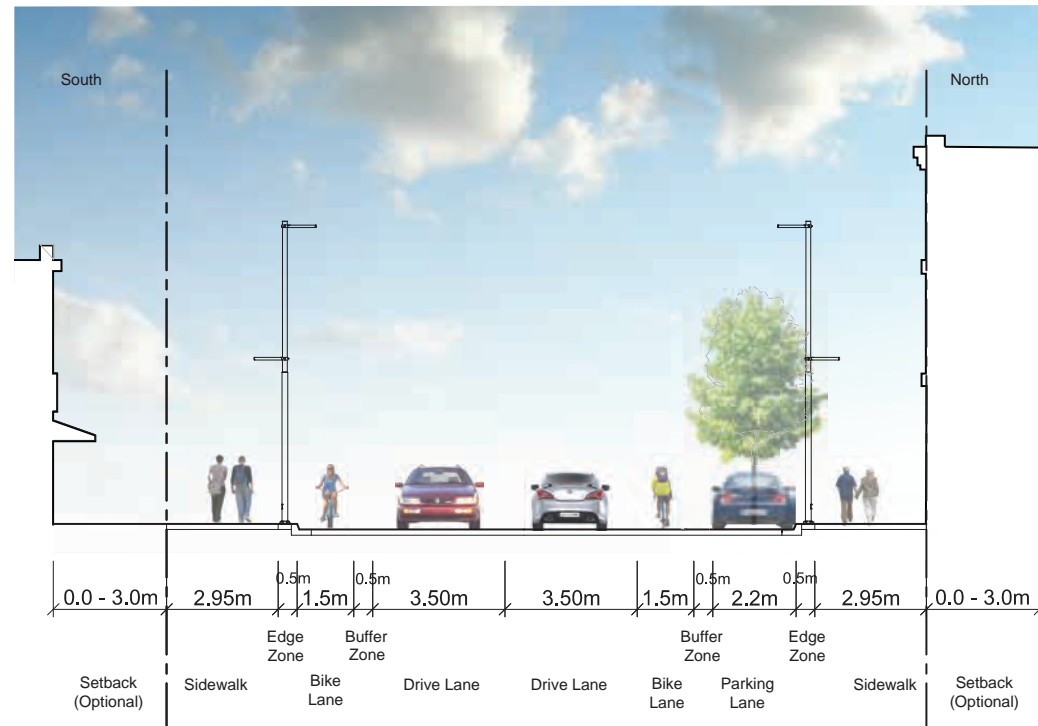 South
North
0.5m
0.5m
0.5m
0.5m
0.0 - 3.0m
2.95m
1.5m
3.50m
3.50m
1.5m
2.2m
2.95m
0.0 - 3.0m
Edge
Zone
Buffer
Zone
Buffer
Zone
Edge
Zone
Setback
(Optional)
Sidewalk
Bike
Lane
Drive Lane
Drive Lane
Bike
Lane
Parking
Lane
Sidewalk
Setback
(Optional)